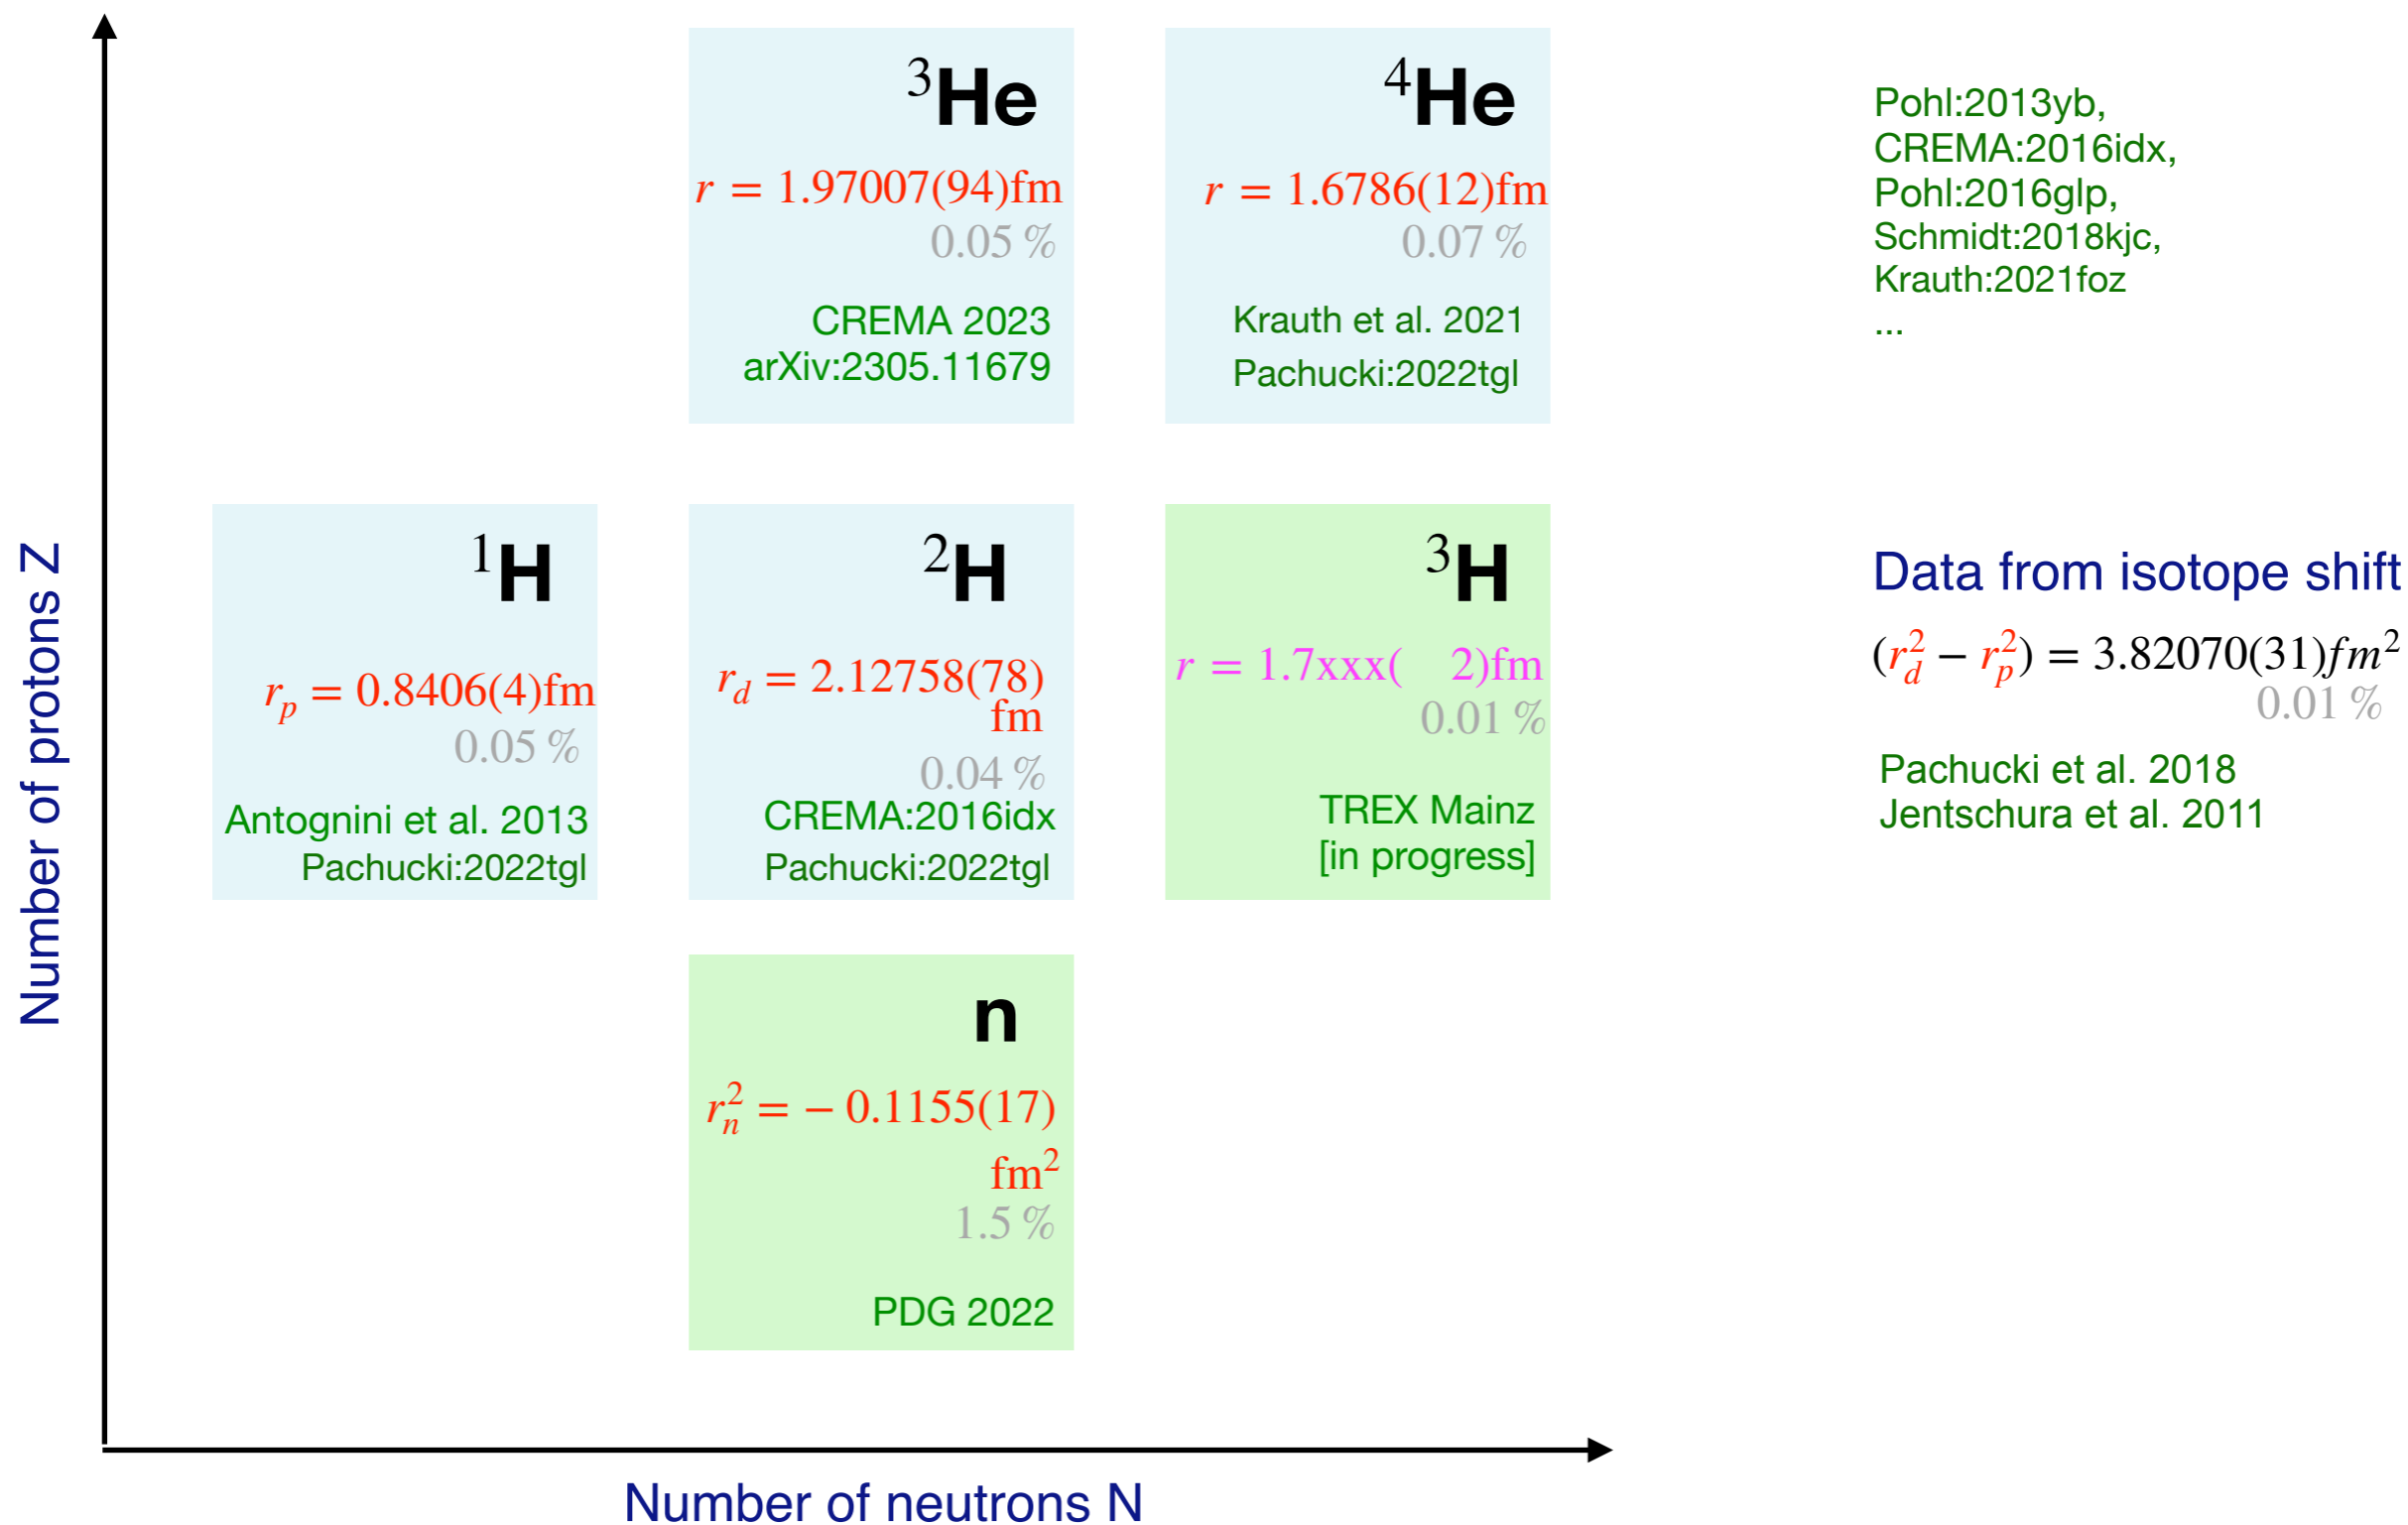 ³He
r = 1.97007(94)fm
0.05 %
CREMA 2023
arXiv:2305.11679
⁴He
r = 1.6786(12)fm
0.07 %
Krauth et al. 2021
Pachucki:2022tgl
Pohl:2013yb,
CREMA:2016idx,
Pohl:2016glp,
Schmidt:2018kjc,
Krauth:2021foz
...
Number of protons Z
¹H
r_p = 0.8406(4)fm
0.05 %
Antognini et al. 2013
Pachucki:2022tgl
²H
r_d = 2.12758(78)
fm
0.04 %
CREMA:2016idx
Pachucki:2022tgl
³H
r = 1.7xxx( 2)fm
0.01 %
TREX Mainz
[in progress]
Data from isotope shift
(r_d² − r_p²) = 3.82070(31)fm²
0.01 %
Pachucki et al. 2018
Jentschura et al. 2011
n
r_n² = − 0.1155(17)
fm²
1.5 %
PDG 2022
Number of neutrons N